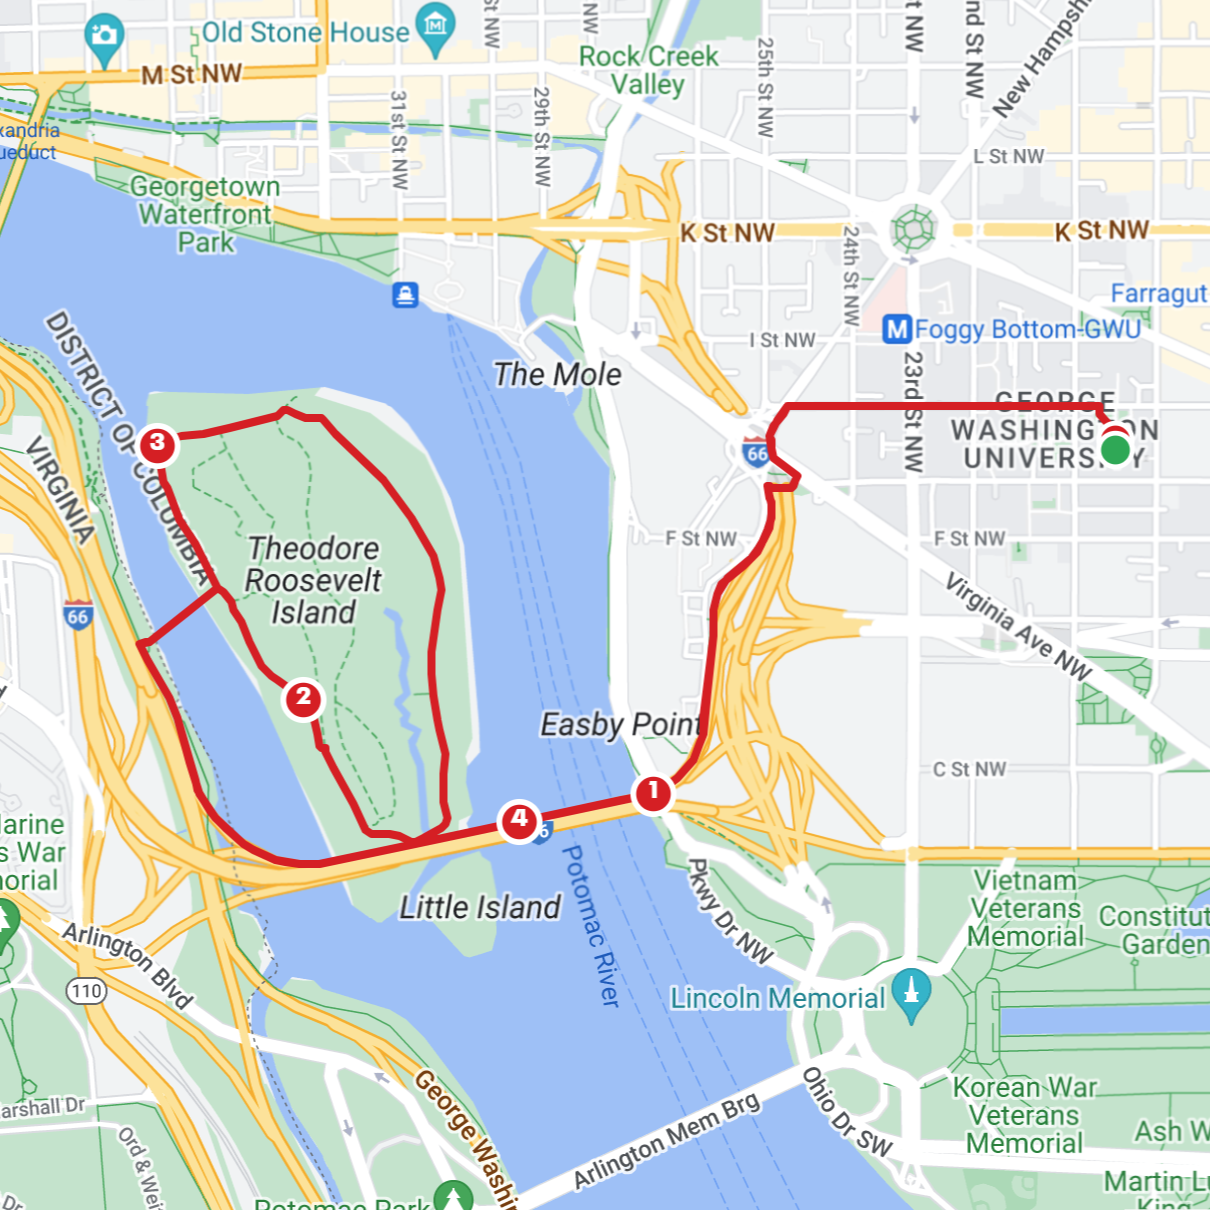 Old Stone House
M St NW
Rock Creek
Valley
St NW
NW
25th St NW
t NW
nd St NW
New Hampsh
31st St NW
29th St NW
L St NW
xandria
ueduct
Georgetown
Waterfront
Park
K St NW
K St NW
24th St NW
Farragut
M
Foggy Bottom-GWU
I St NW
The Mole
DISTRICT OF COLUMBIA
VIRGINIA
23rd St NW
GEORGE
WASHINGTON
UNIVERSITY
3
66
Theodore
Roosevelt
Island
F St NW
F St NW
66
Virginia Ave NW
2
Easby Point
C St NW
1
4
6
Marine
s War
morial
Little Island
Potomac River
Pkwy Dr NW
Vietnam
Veterans
Memorial
Constitut
Garden
Arlington Blvd
110
Lincoln Memorial
arshall Dr
Ord & Wei
George Washin
Ohio Dr SW
Korean War
Veterans
Memorial
Arlington Mem Brg
Ash W
Martin Lu
King
Dr
Potomac Park